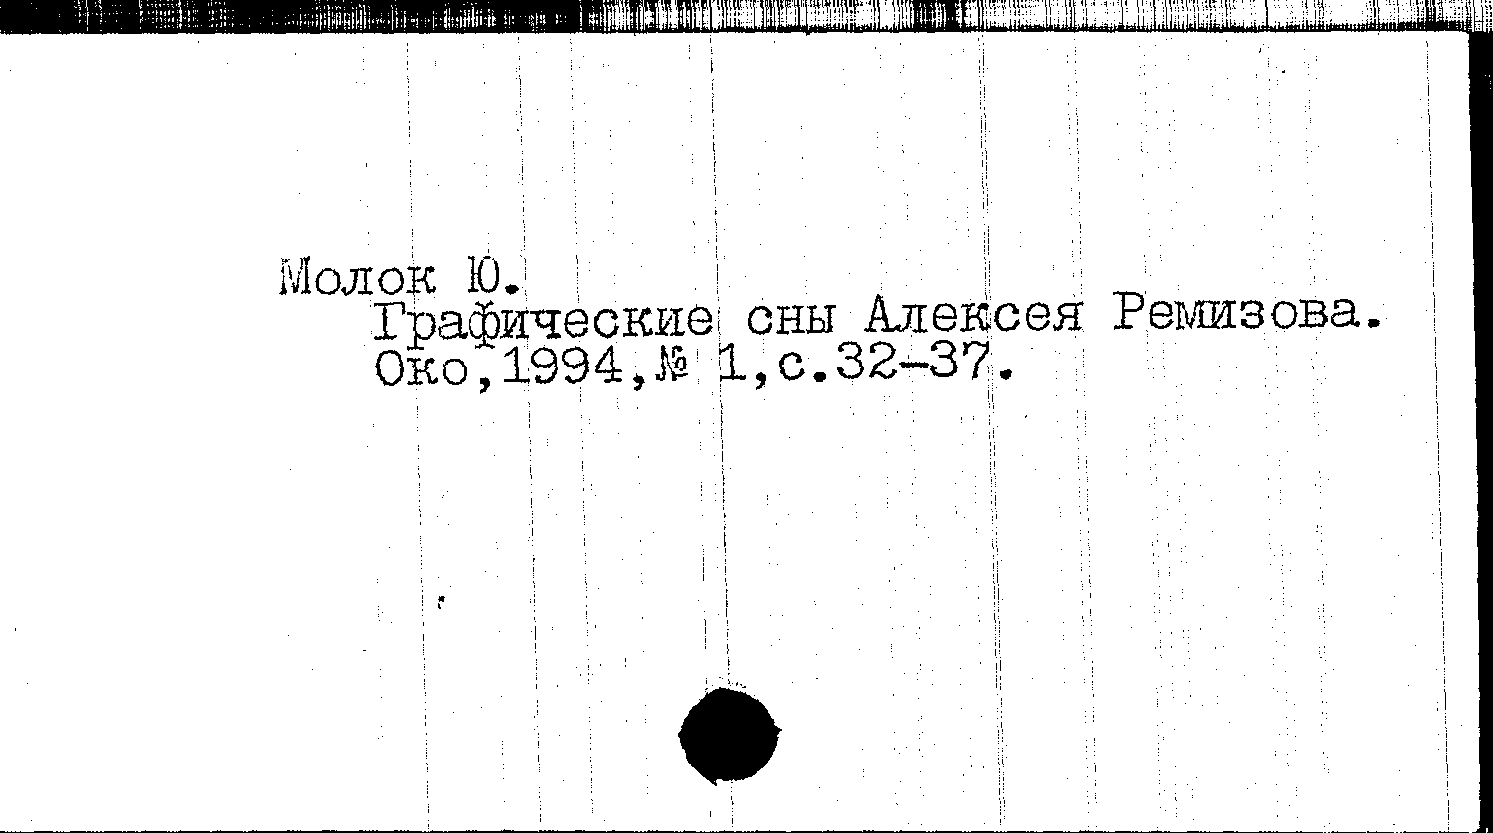 Молок Ю.
Графические сны Алексея Ремизова.
Око,1994,№ 1,с.32-37.